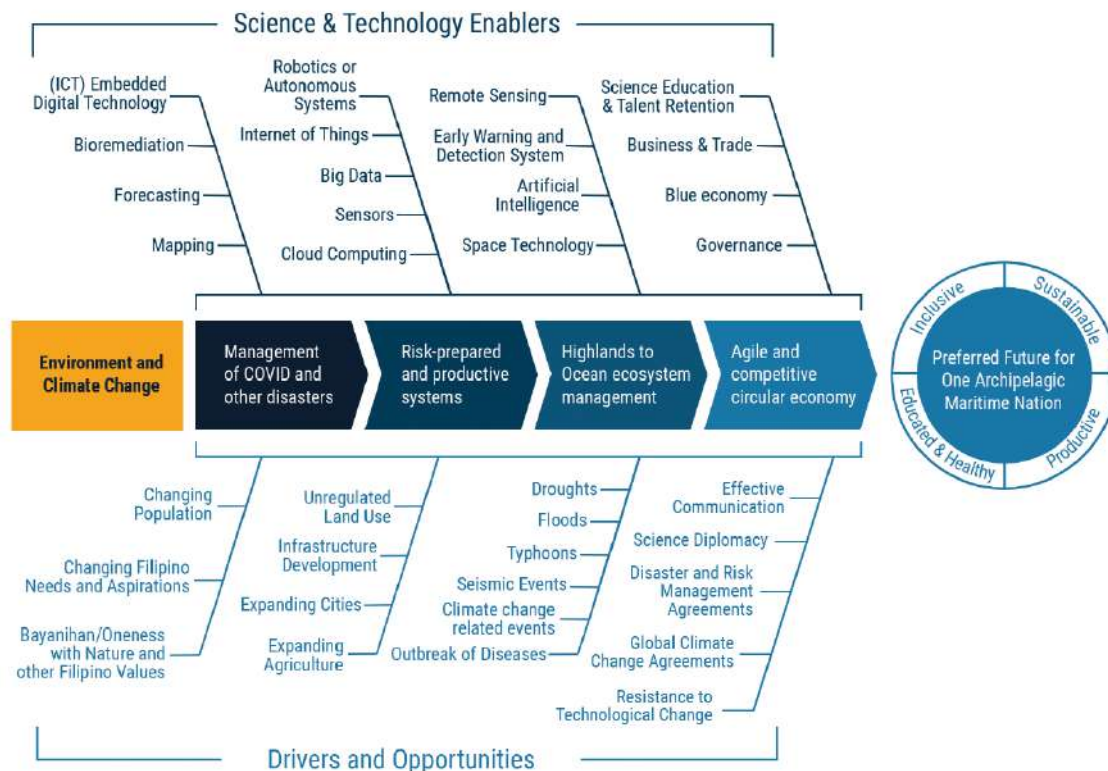 Science & Technology Enablers
(ICT) Embedded
Digital Technology
Bioremediation
Forecasting
Mapping
Robotics or
Autonomous
Systems
Internet of Things
Big Data
Sensors
Cloud Computing
Remote Sensing
Early Warning and
Detection System
Artificial
Intelligence
Space Technology
Science Education
& Talent Retention
Business & Trade
Blue economy
Governance
Environment and
Climate Change
Management
of COVID and
other disasters
Risk-prepared
and productive
systems
Highlands to
Ocean ecosystem
management
Agile and
competitive
circular economy
Inclusive
Sustainable
Preferred Future for
One Archipelagic
Maritime Nation
Educated & Healthy
Productive
Changing
Population
Changing Filipino
Needs and Aspirations
Bayanihan/Oneness
with Nature and
other Filipino Values
Unregulated
Land Use
Infrastructure
Development
Expanding Cities
Expanding
Agriculture
Droughts
Floods
Typhoons
Seismic Events
Climate change
related events
Outbreak of Diseases
Effective
Communication
Science Diplomacy
Disaster and Risk
Management
Agreements
Global Climate
Change Agreements
Resistance to
Technological Change
Drivers and Opportunities